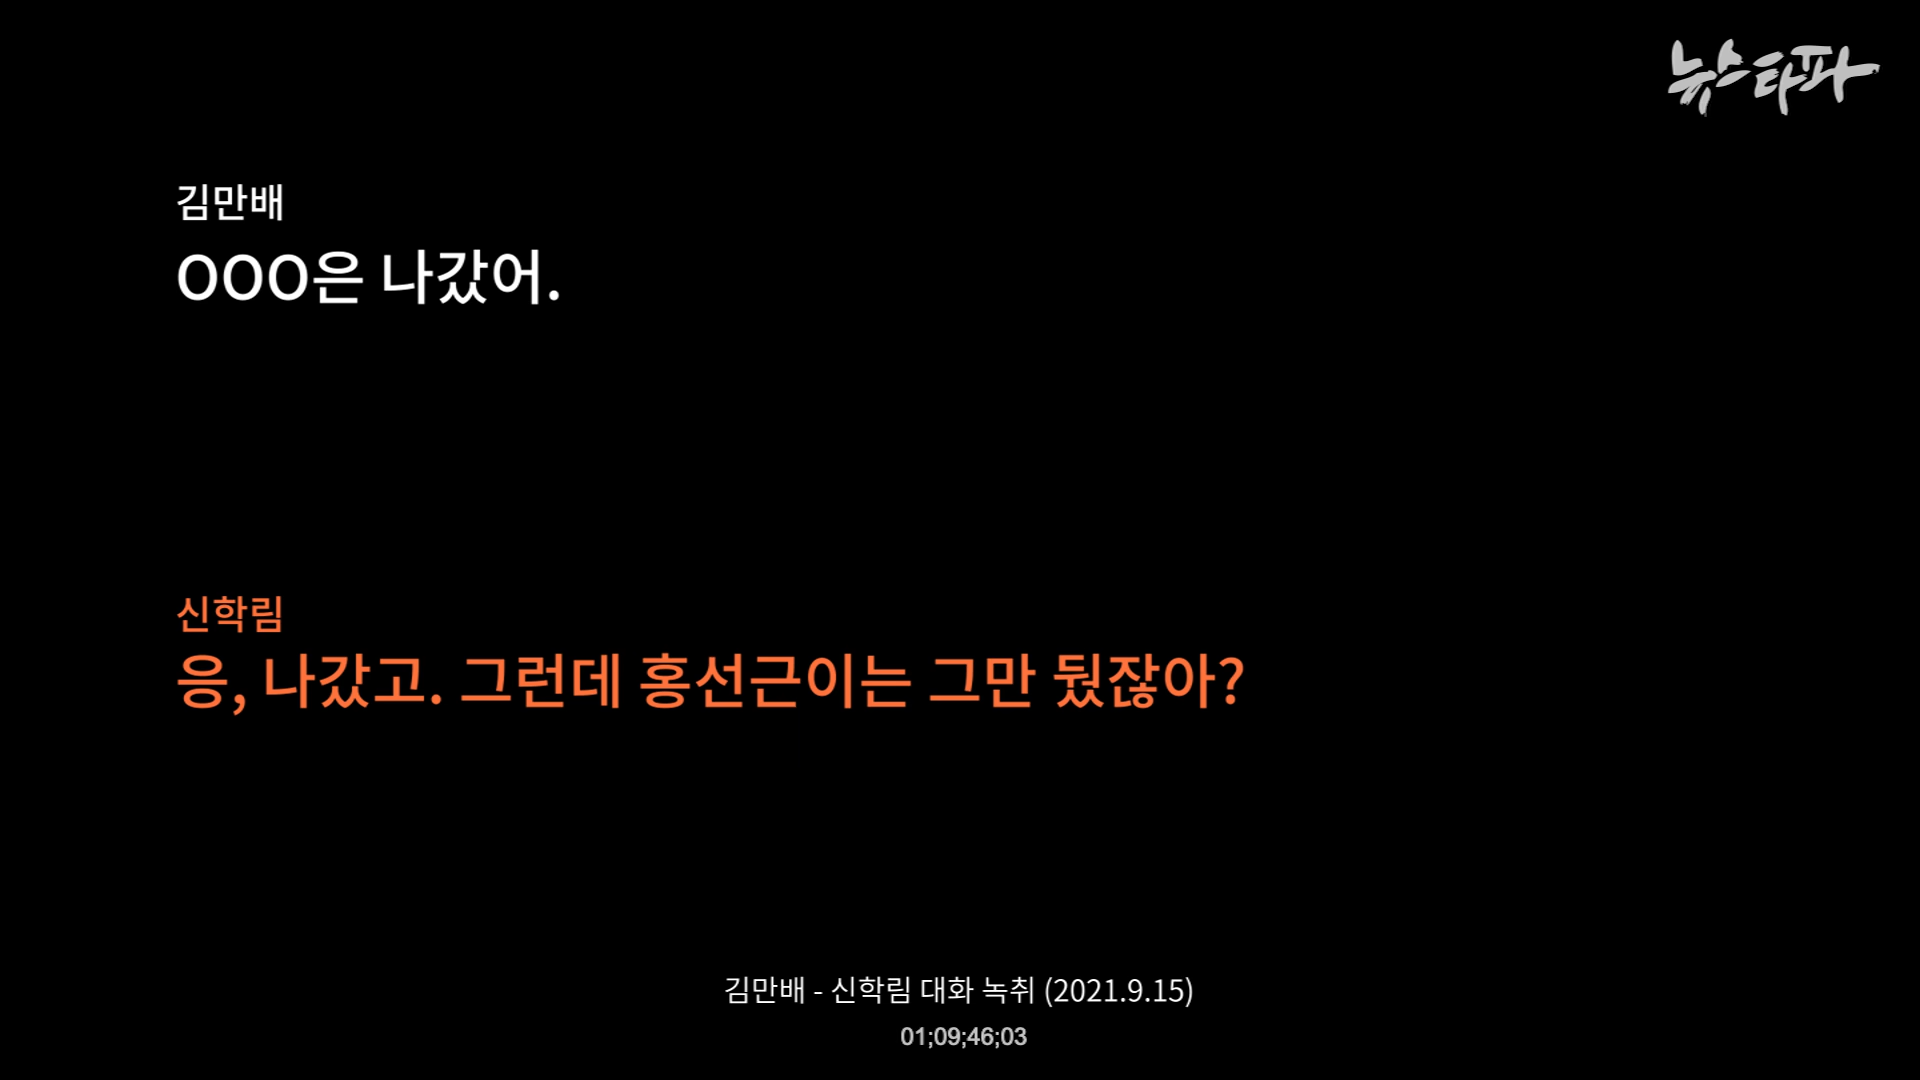 뉴스타파
김만배
OOO은 나갔어.
신학림
응, 나갔고. 그런데 홍선근이는 그만 뒀잖아?
김만배 - 신학림 대화 녹취 (2021.9.15)
01;09;46;03